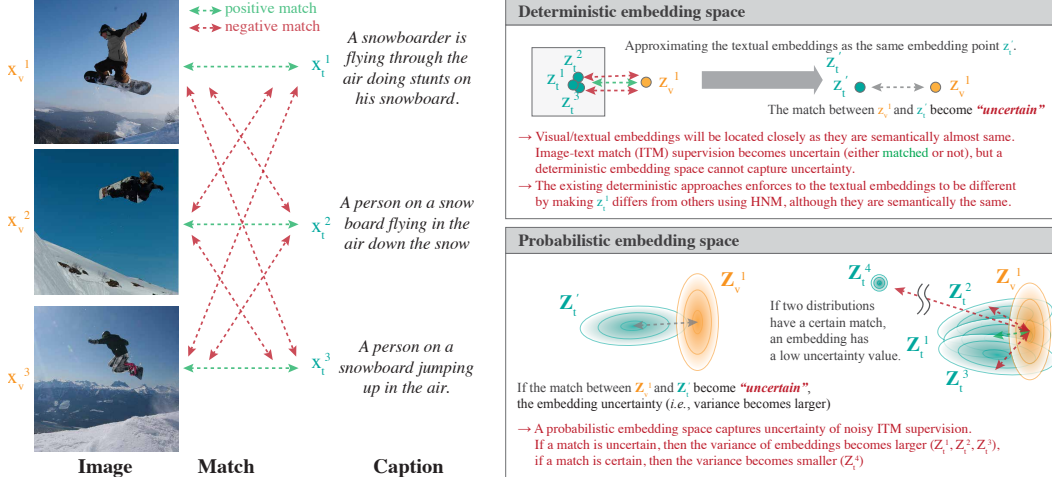 positive match
negative match
x_v^1
x_t^1
A snowboarder is
flying through the
air doing stunts on
his snowboard.
x_v^2
x_t^2
A person on a snow
board flying in the
air down the snow
x_v^3
x_t^3
A person on a
snowboard jumping
up in the air.
Image
Match
Caption
Deterministic embedding space
Approximating the textual embeddings as the same embedding point z_t'.
z_t^2
z_t^1
z_t^3
z_v^1
z_t'
z_t'
z_v^1
The match between z_v^1 and z_t' become "uncertain"
→ Visual/textual embeddings will be located closely as they are semantically almost same.
Image-text match (ITM) supervision becomes uncertain (either matched or not), but a
deterministic embedding space cannot capture uncertainty.
→ The existing deterministic approaches enforces to the textual embeddings to be different
by making z_t^1 differs from others using HNM, although they are semantically the same.
Probabilistic embedding space
Z_t'
Z_v^1
If the match between Z_v^1 and Z_t' become "uncertain",
the embedding uncertainty (i.e., variance becomes larger)
Z_t^4
If two distributions
have a certain match,
an embedding has
a low uncertainty value.
Z_t^2
Z_v^1
Z_t^1
Z_t^3
→ A probabilistic embedding space captures uncertainty of noisy ITM supervision.
If a match is uncertain, then the variance of embeddings becomes larger (Z_t^1, Z_t^2, Z_t^3),
if a match is certain, then the variance becomes smaller (Z_t^4)